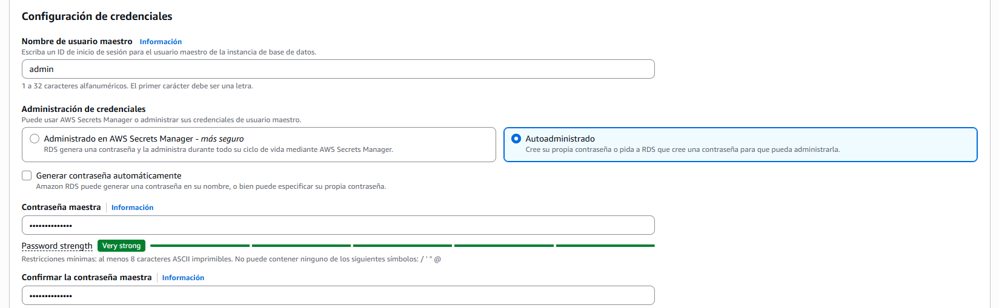 Configuración de credenciales
Nombre de usuario maestro Información
Escriba un ID de inicio de sesión para el usuario maestro de la instancia de base de datos.
admin
1 a 32 caracteres alfanuméricos. El primer carácter debe ser una letra.
Administración de credenciales
Puede usar AWS Secrets Manager o administrar sus credenciales de usuario maestro.
Administrado en AWS Secrets Manager - más seguro
RDS genera una contraseña y la administra durante todo su ciclo de vida mediante AWS Secrets Manager.
Autoadministrado
Cree su propia contraseña o pida a RDS que cree una contraseña para que pueda administrarla.
Generar contraseña automáticamente
Amazon RDS puede generar una contraseña en su nombre, o bien puede especificar su propia contraseña.
Contraseña maestra Información
••••••••••••••
Password strength Very strong
Restricciones mínimas: al menos 8 caracteres ASCII imprimibles. No puede contener ninguno de los siguientes símbolos: / ' " @
Confirmar la contraseña maestra Información
••••••••••••••